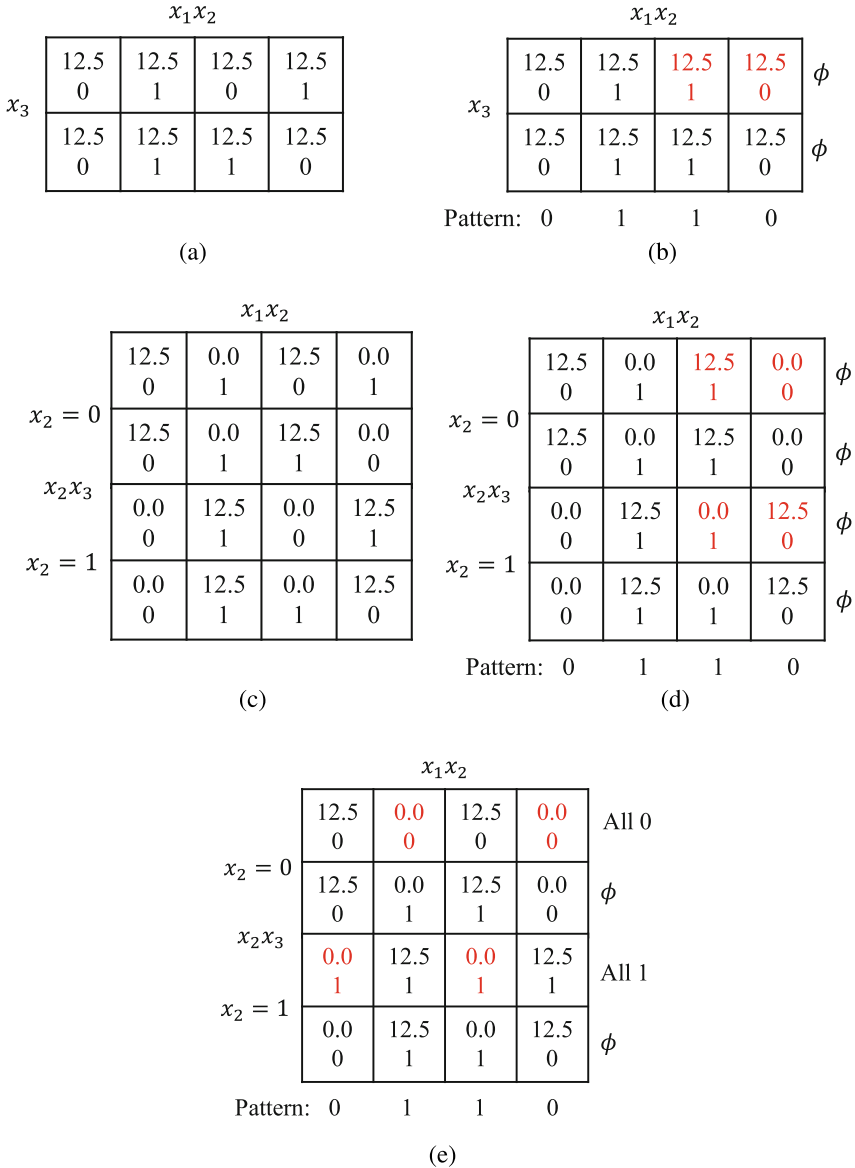 x₁x₂
12.5 12.5 12.5 12.5
0 1 0 1
x₃
12.5 12.5 12.5 12.5
0 1 1 0
(a)
x₁x₂
12.5 12.5 12.5 12.5 ϕ
0 1 1 0
x₃
12.5 12.5 12.5 12.5 ϕ
0 1 1 0
Pattern: 0 1 1 0
(b)
x₁x₂
12.5 0.0 12.5 0.0
0 1 0 1
x₂ = 0
12.5 0.0 12.5 0.0
0 1 1 0
x₂x₃
0.0 12.5 0.0 12.5
0 1 0 1
x₂ = 1
0.0 12.5 0.0 12.5
0 1 1 0
(c)
x₁x₂
12.5 0.0 12.5 0.0 ϕ
0 1 1 0
x₂ = 0
12.5 0.0 12.5 0.0 ϕ
0 1 1 0
x₂x₃
0.0 12.5 0.0 12.5 ϕ
0 1 1 0
x₂ = 1
0.0 12.5 0.0 12.5 ϕ
0 1 1 0
Pattern: 0 1 1 0
(d)
x₁x₂
12.5 0.0 12.5 0.0 All 0
0 0 0 0
x₂ = 0
12.5 0.0 12.5 0.0 ϕ
0 1 1 0
x₂x₃
0.0 12.5 0.0 12.5 All 1
1 1 1 1
x₂ = 1
0.0 12.5 0.0 12.5 ϕ
0 1 1 0
Pattern: 0 1 1 0
(e)